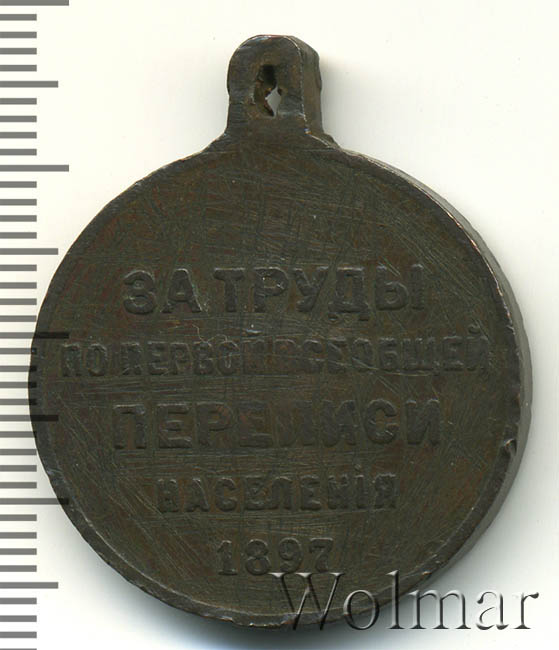 ЗА ТРУДЫ
ПО ПЕРВОЙ ВСЕОБЩЕЙ
ПЕРЕПИСИ
НАСЕЛЕНІЯ
1897
Wolmar